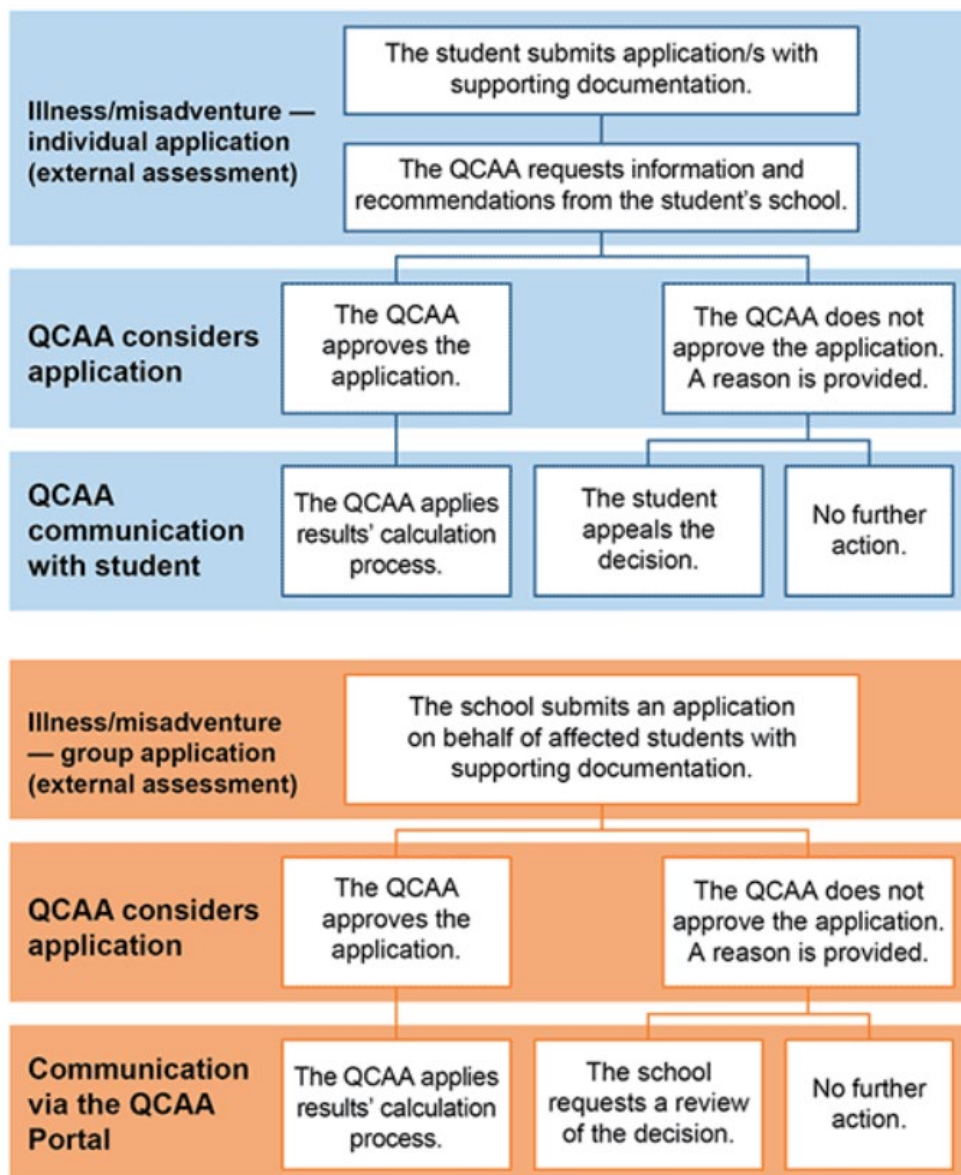 Illness/misadventure —
individual application
(external assessment)
The student submits application/s with
supporting documentation.
The QCAA requests information and
recommendations from the student's school.
QCAA considers
application
The QCAA
approves the
application.
The QCAA does not
approve the application.
A reason is provided.
QCAA
communication
with student
The QCAA applies
results' calculation
process.
The student
appeals the
decision.
No further
action.
Illness/misadventure
— group application
(external assessment)
The school submits an application
on behalf of affected students with
supporting documentation.
QCAA considers
application
The QCAA
approves the
application.
The QCAA does not
approve the application.
A reason is provided.
Communication
via the QCAA
Portal
The QCAA applies
results' calculation
process.
The school
requests a review
of the decision.
No further
action.